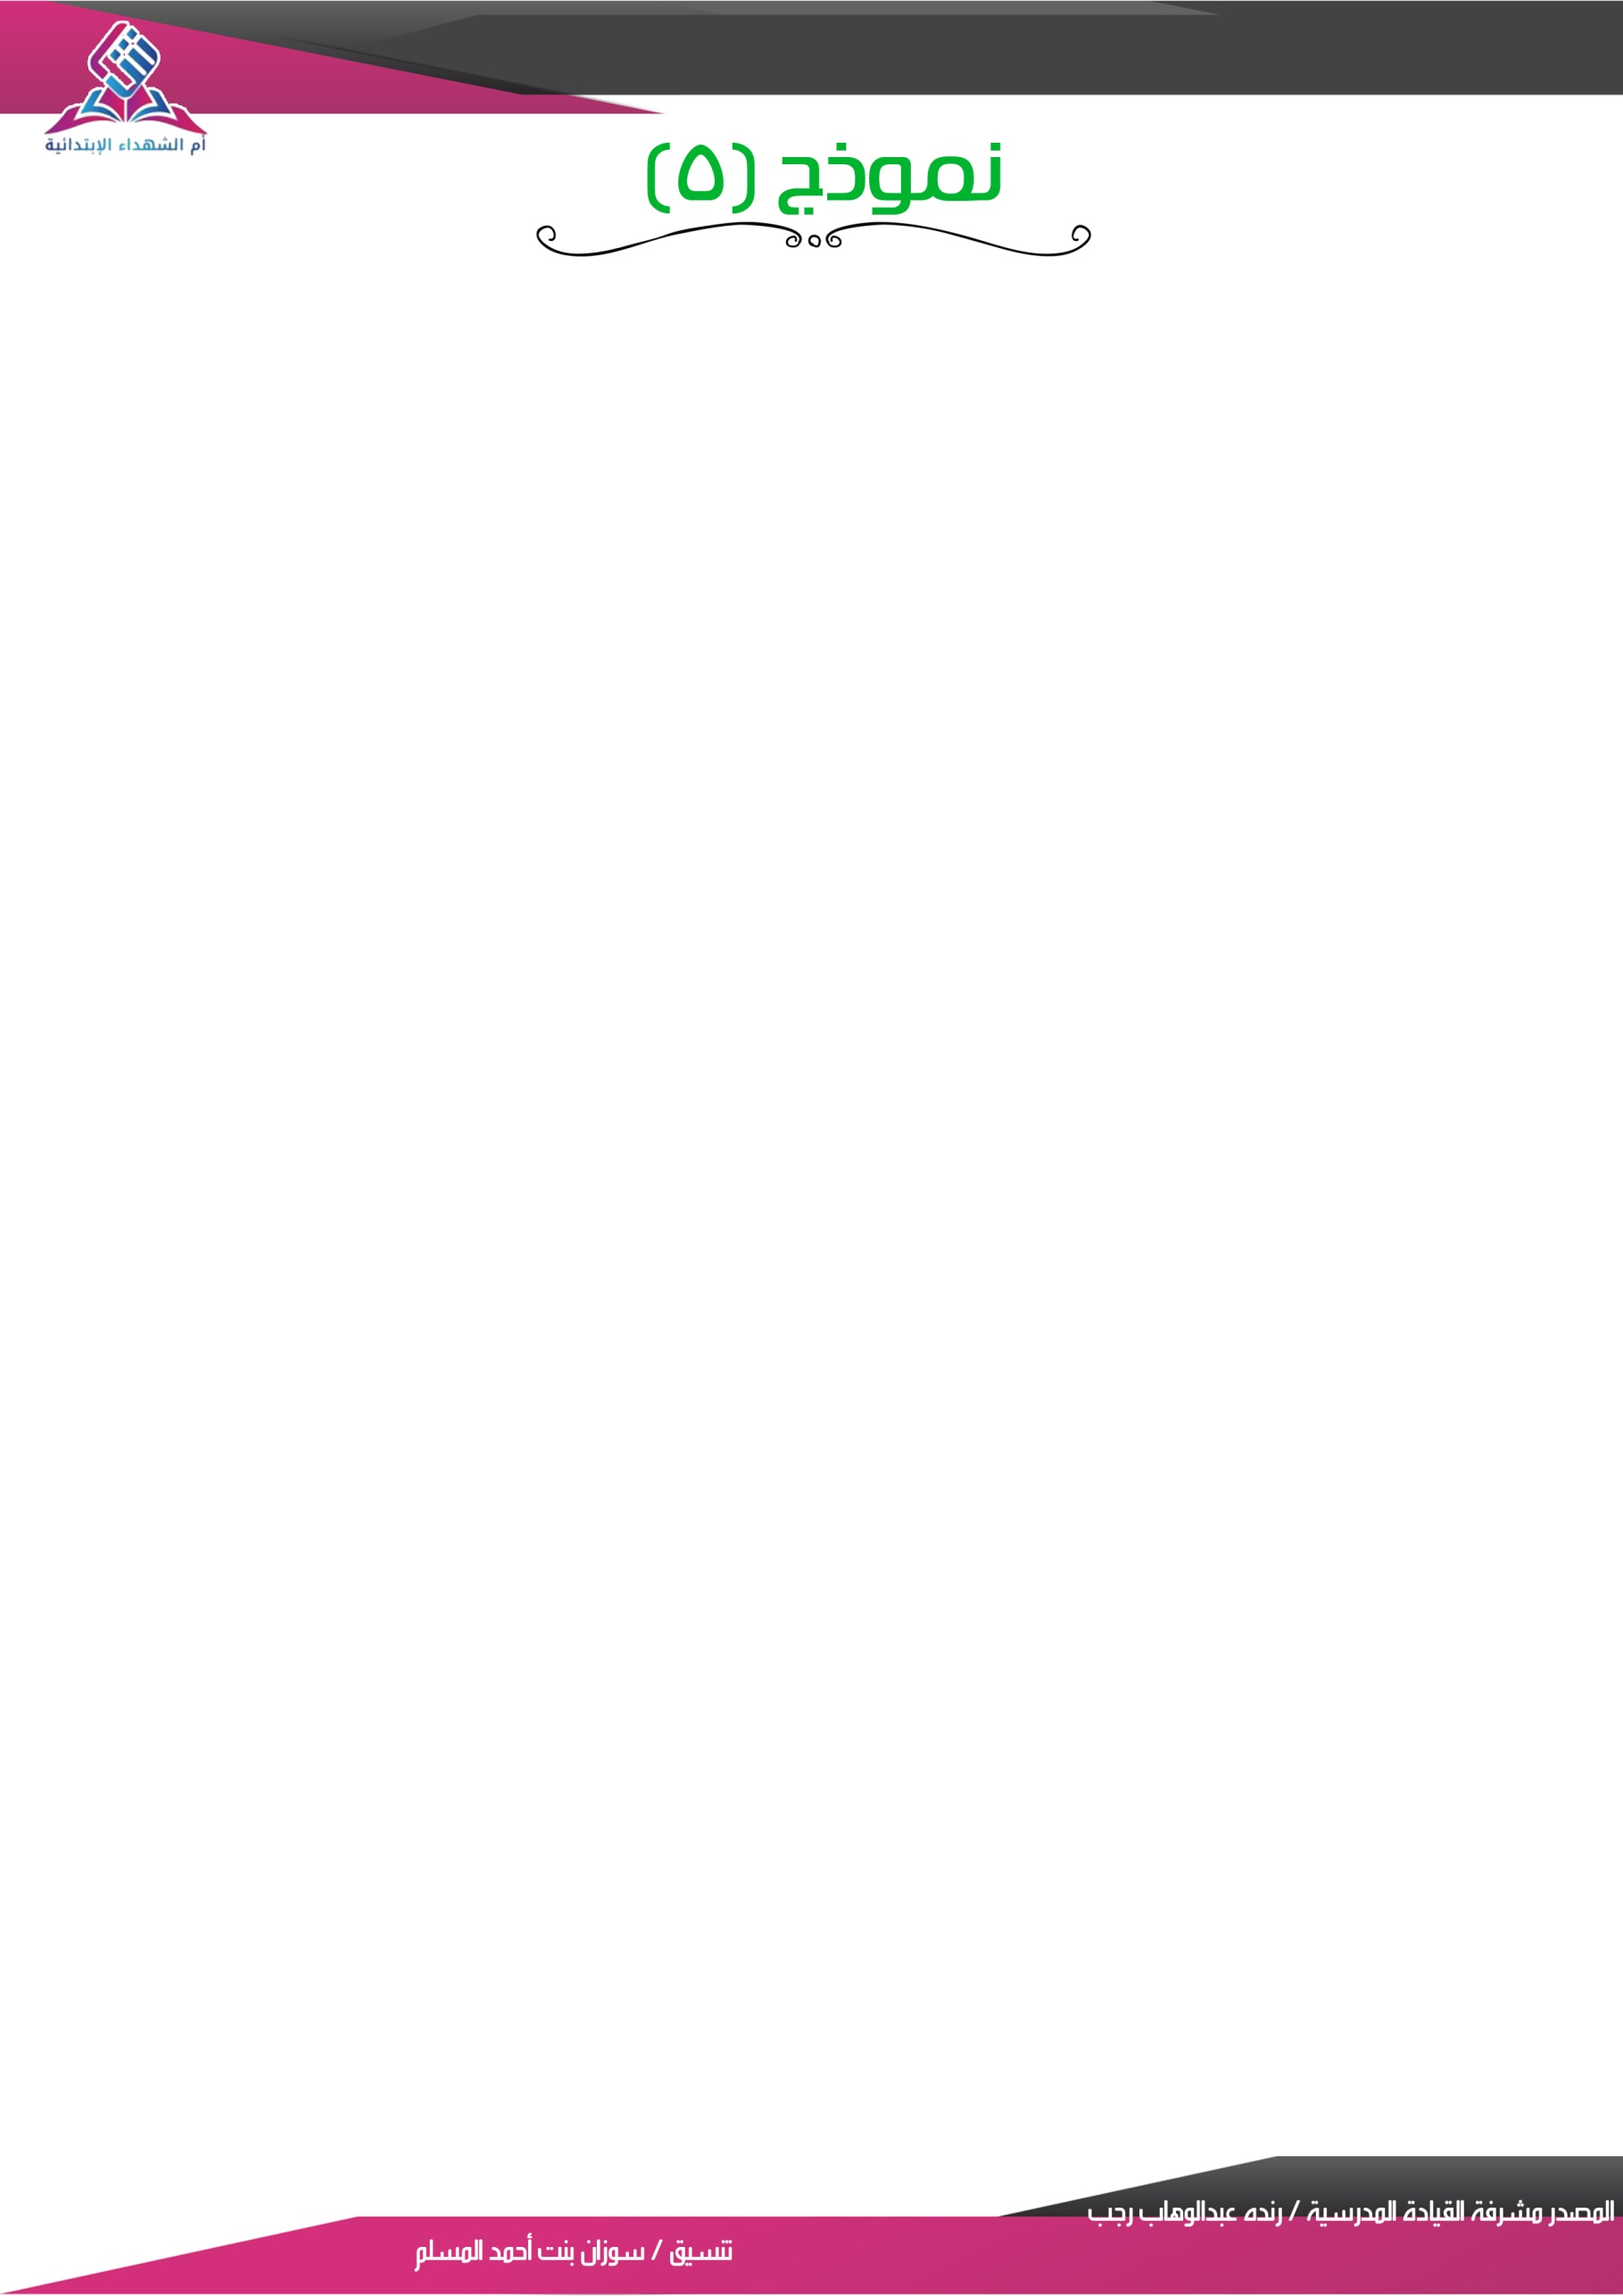 أم الشهداء الإبتدائية
نموذج (٥)
المصدر مشرفة القيادة المدرسية / رنده عبدالوهاب رجب
تنسيق / سوزان بنت أحمد المسلم